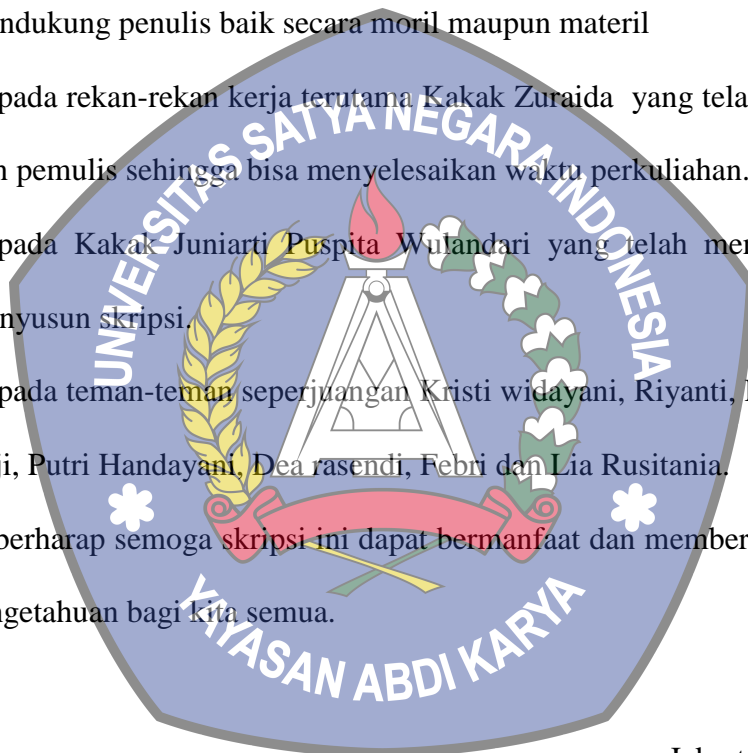 ndukung penulis baik secara moril maupun materil
pada rekan-rekan kerja terutama Kakak Zuraida yang tela
n pemulis sehingga bisa menyelesaikan waktu perkuliahan.
pada Kakak Juniarti Puspita Wulandari yang telah mer
nyusun skripsi.
pada teman-teman seperjuangan Kristi widayani, Riyanti,
ji, Putri Handayani, Dea rasendi, Febri dan Lia Rusitania.
berharap semoga skripsi ini dapat bermanfaat dan member
ngetahuan bagi kita semua.
UNIVERSITAS SATYA NEGARA INDONESIA
YAYASAN ABDI KARYA